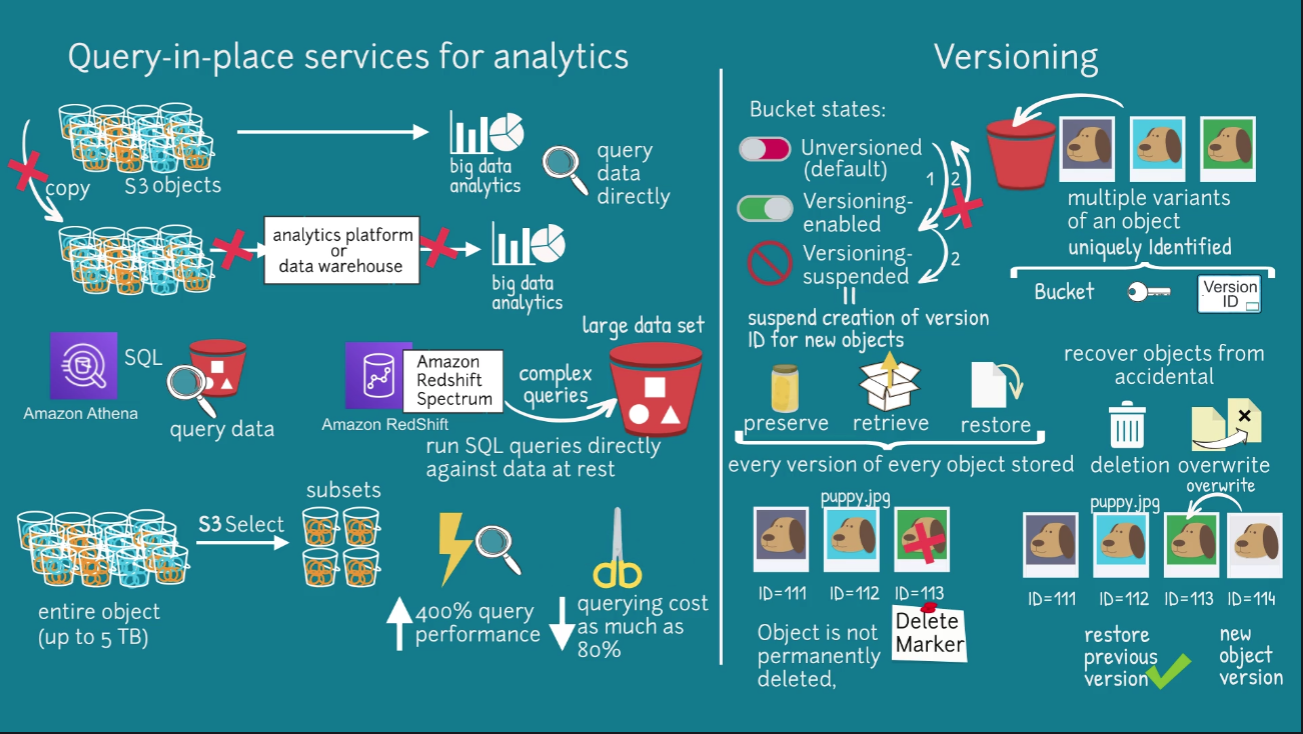 Query-in-place services for analytics
copy
S3 objects
big data
analytics
query
data
directly
analytics platform
or
data warehouse
big data
analytics
Amazon Athena
SQL
query data
Amazon RedShift
Amazon
Redshift
Spectrum
complex
queries
large data set
run SQL queries directly
against data at rest
entire object
(up to 5 TB)
S3 Select
subsets
400% query
performance
querying cost
as much as
80%
Versioning
Bucket states:
Unversioned
(default)
Versioning-
enabled
Versioning-
suspended
1
2
2
suspend creation of version
ID for new objects
multiple variants
of an object
uniquely Identified
Bucket
Version
ID
preserve
retrieve
restore
every version of every object stored
recover objects from
accidental
deletion
overwrite
puppy.jpg
ID=111
ID=112
ID=113
Object is not
permanently
deleted,
Delete
Marker
overwrite
puppy.jpg
ID=111
ID=112
ID=113
ID=114
restore
previous
version
new
object
version